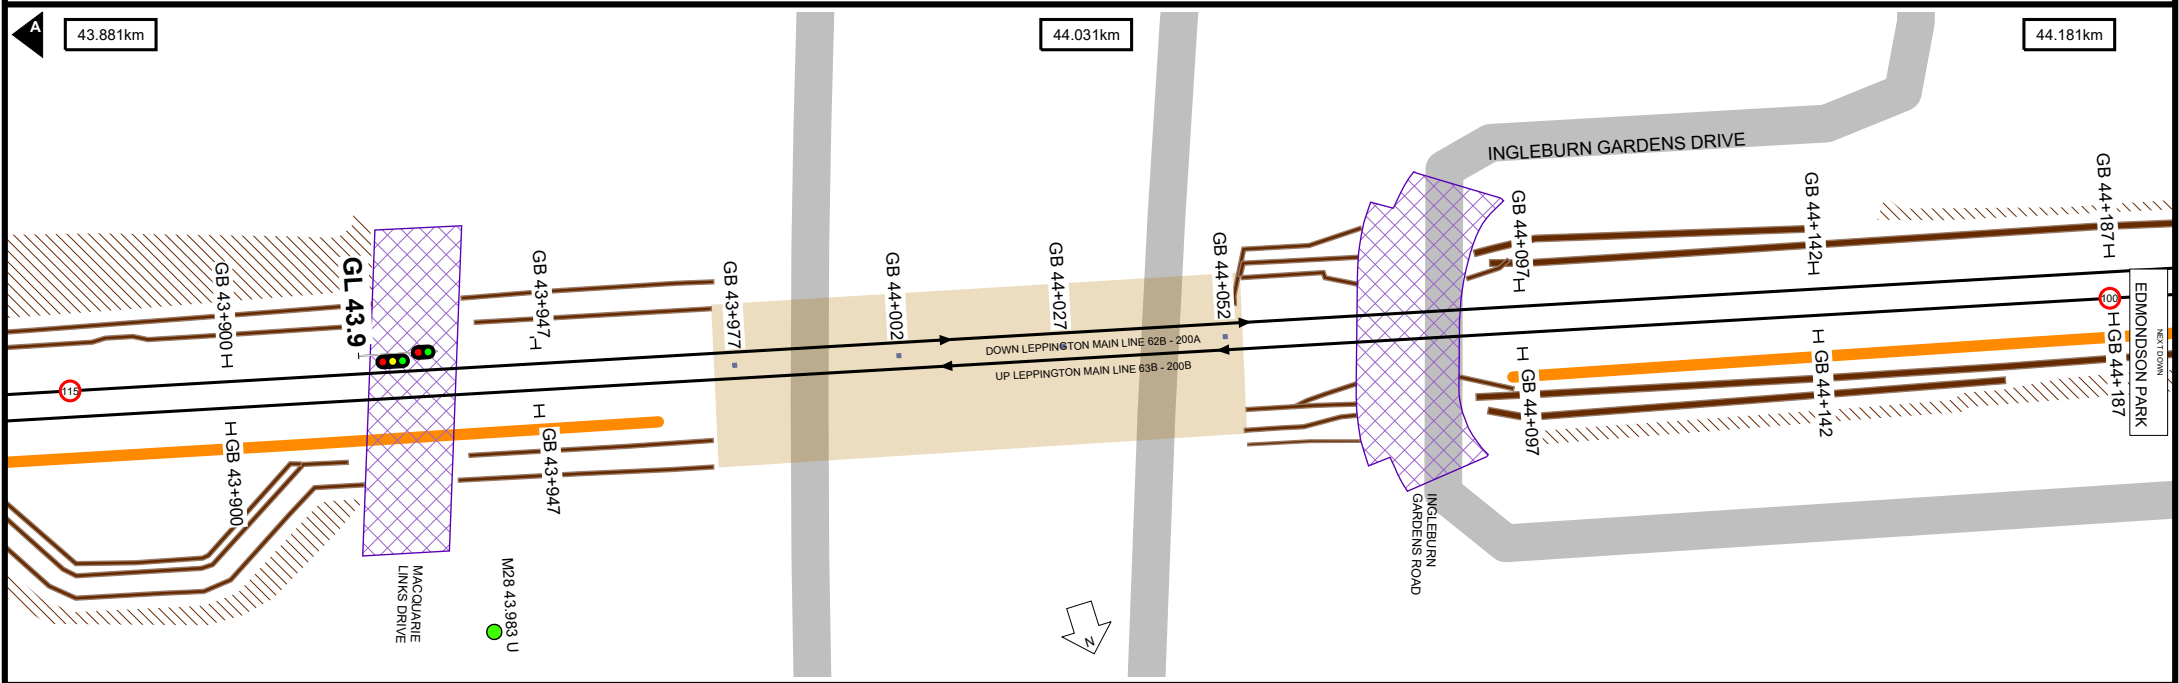 A
43.881km
44.031km
44.181km
INGLEBURN GARDENS DRIVE
GB 43+900 H
GL 43.9
GB 43+947 H
GB 43+977
GB 44+002
GB 44+027
GB 44+052
GB 44+097H
GB 44+142H
GB 44+187 H
DOWN LEPPINGTON MAIN LINE 62B - 200A
UP LEPPINGTON MAIN LINE 63B - 200B
115
100
H GB 43+900
H GB 43+947
H GB 44+097
H GB 44+142
H GB 44+187
EDMONDSON PARK
NEXT DOWN
MACQUARIE
LINKS DRIVE
M28 43.983 U
INGLEBURN
GARDENS ROAD
N